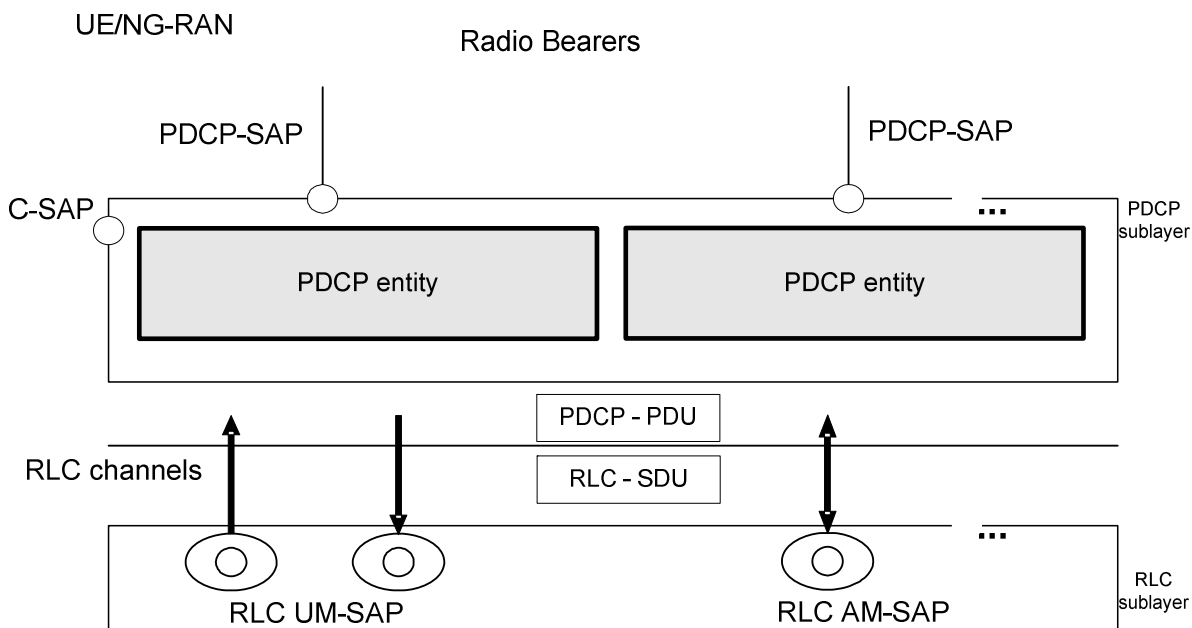 UE/NG-RAN
Radio Bearers
PDCP-SAP
PDCP-SAP
C-SAP
...
PDCP
sublayer
PDCP entity
PDCP entity
PDCP - PDU
RLC channels
RLC - SDU
...
RLC UM-SAP
RLC AM-SAP
RLC
sublayer